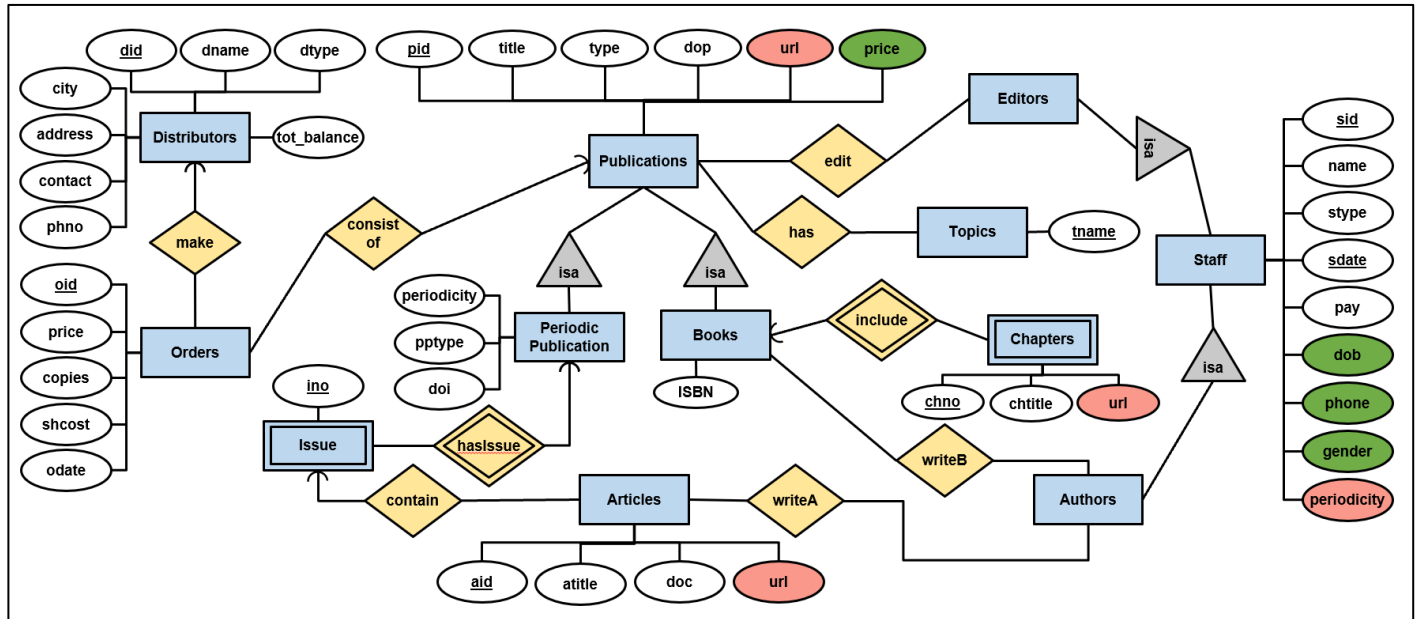 did
dname
dtype
pid
title
type
dop
url
price
city
address
contact
phno
Distributors
tot_balance
Publications
edit
Editors
isa
sid
name
stype
sdate
pay
dob
phone
gender
periodicity
make
consist
of
has
Topics
tname
Staff
isa
isa
isa
oid
price
copies
shcost
odate
Orders
periodicity
pptype
doi
Periodic
Publication
Books
ISBN
include
Chapters
chno
chtitle
url
ino
Issue
hasIssue
writeB
contain
Articles
writeA
Authors
aid
atitle
doc
url